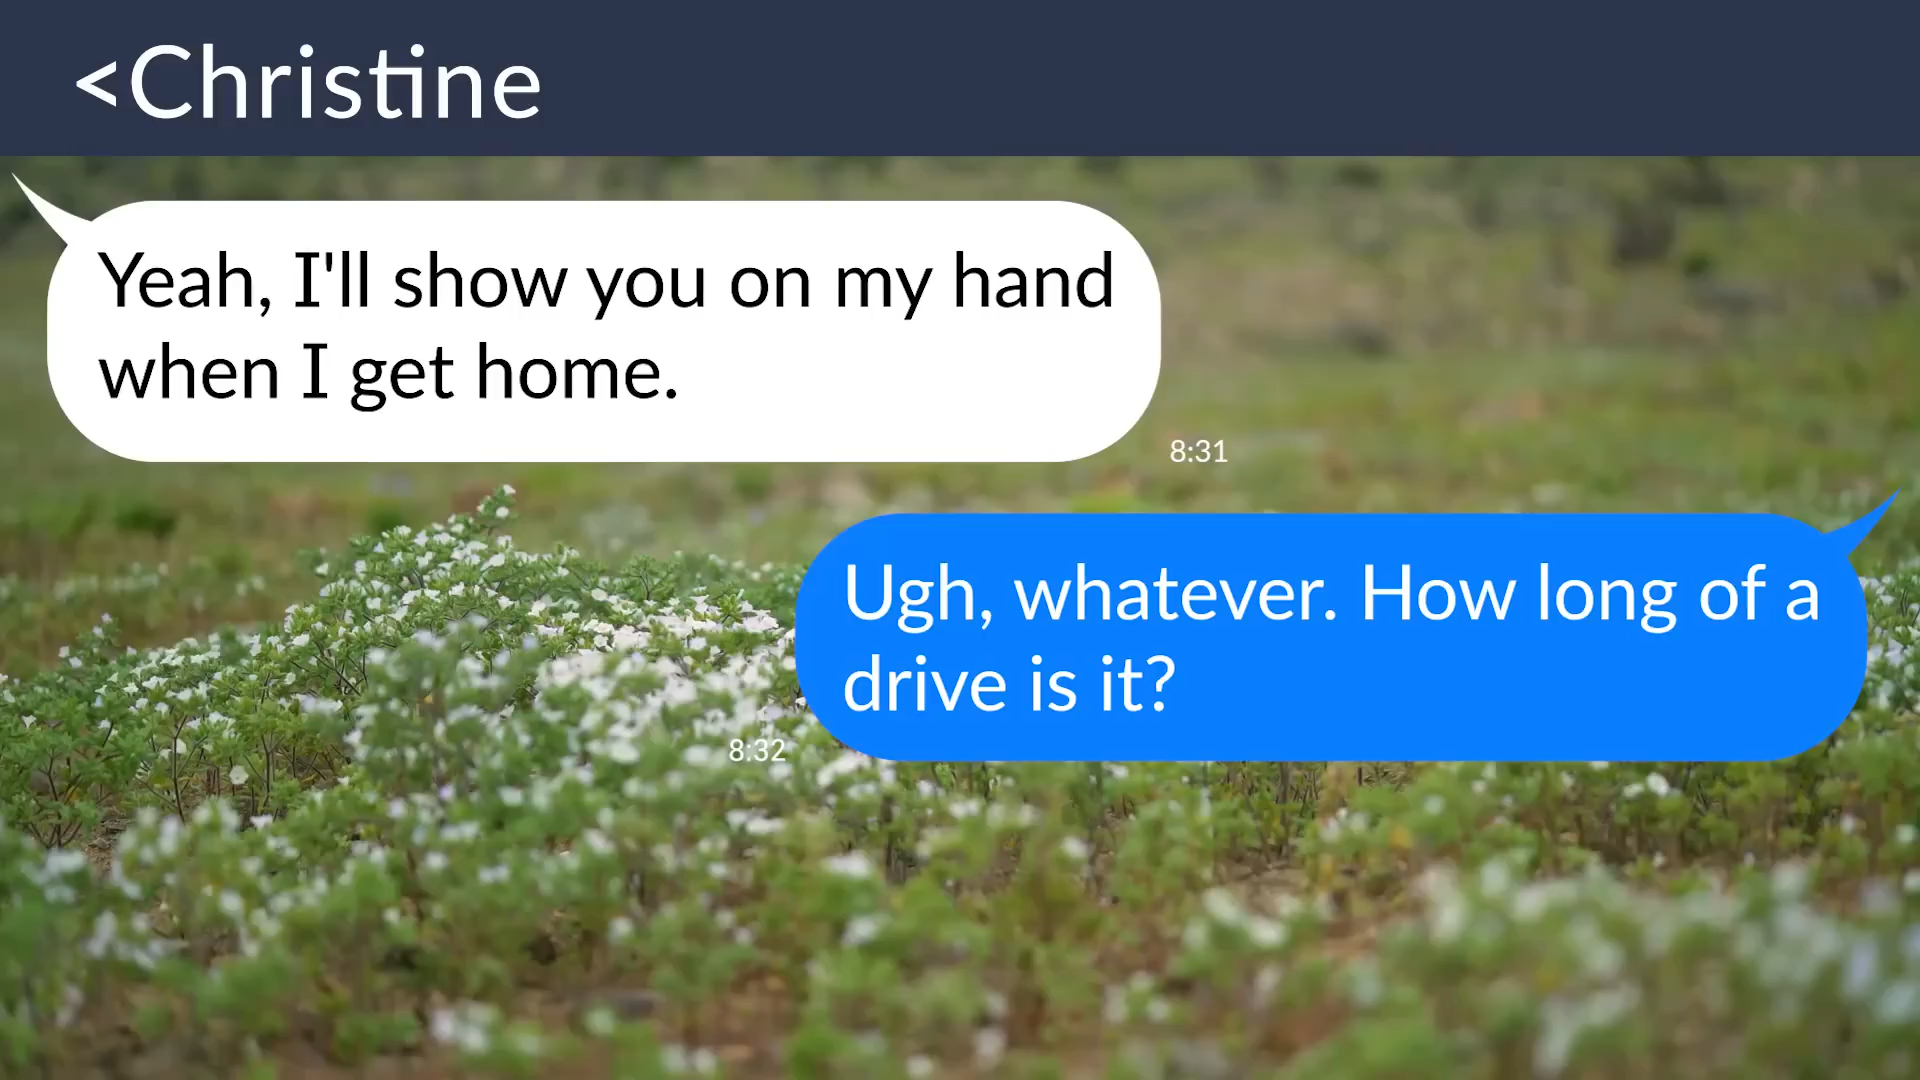 <Christine
Yeah, I'll show you on my hand
when I get home.
8:31
Ugh, whatever. How long of a
drive is it?
8:32